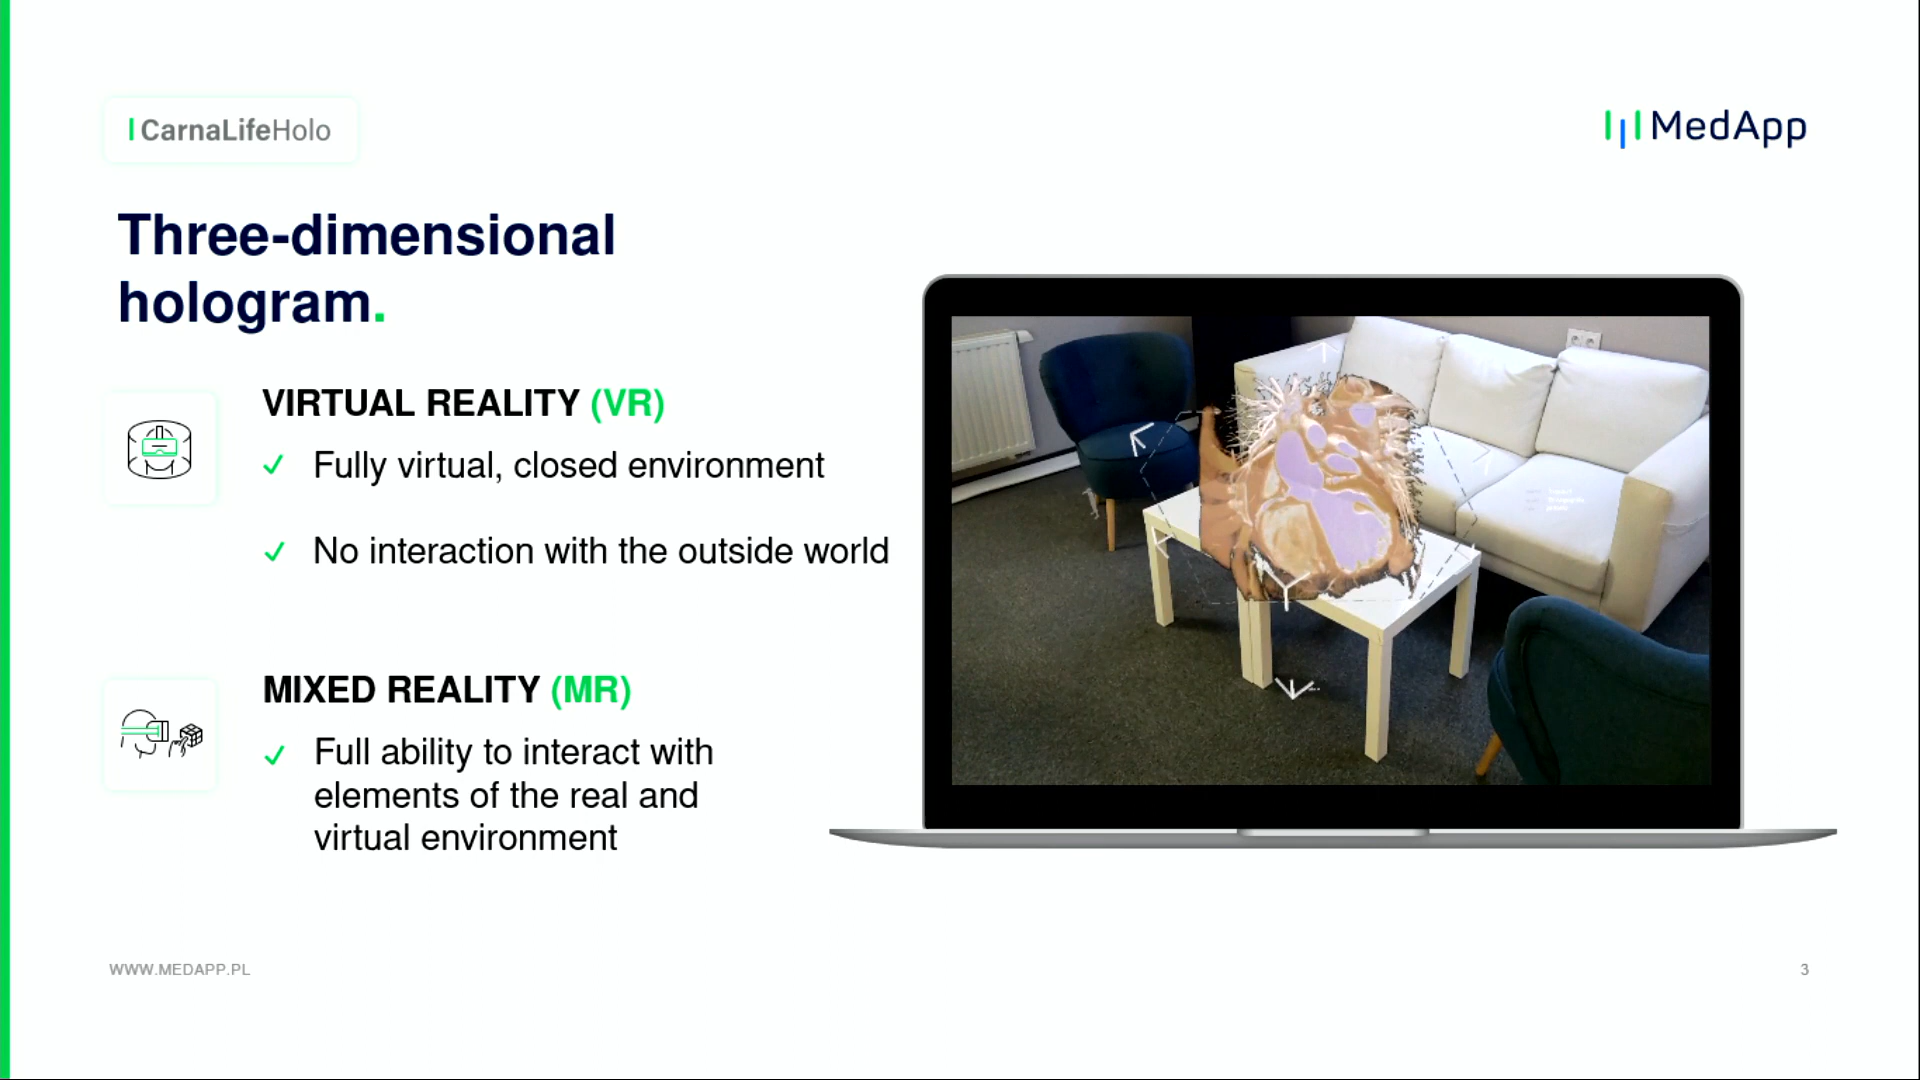 CarnaLifeHolo
MedApp
Three-dimensional
hologram.
VIRTUAL REALITY (VR)
Fully virtual, closed environment
No interaction with the outside world
MIXED REALITY (MR)
Full ability to interact with
elements of the real and
virtual environment
WWW.MEDAPP.PL
3